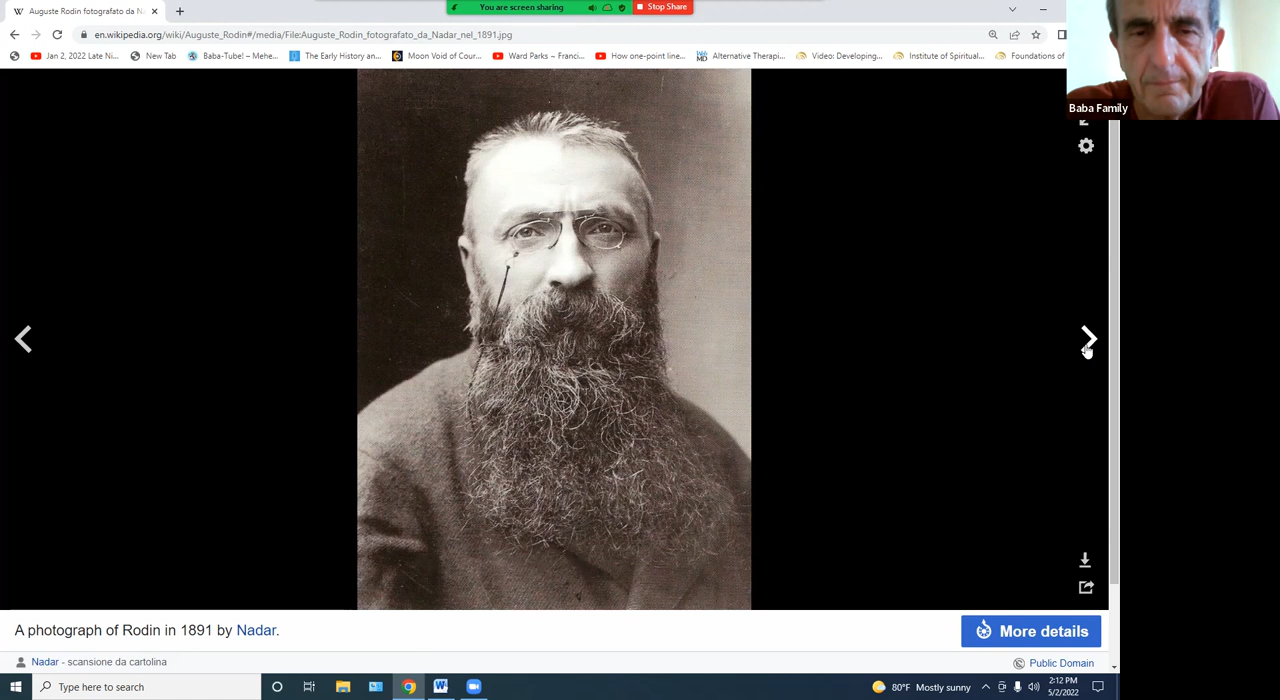 Auguste Rodin fotografato da N
You are screen sharing
Stop Share
en.wikipedia.org/wiki/Auguste_Rodin#/media/File:Auguste_Rodin_fotografato_da_Nadar_nel_1891.jpg
Jan 2, 2022 Late Ni... New Tab Baba-Tube! – Mehe... The Early History an... Moon Void of Cour... Ward Parks ~ Franci... How one-point line... Alternative Therapi... Video: Developing... Institute of Spiritual... Foundations of
Baba Family
A photograph of Rodin in 1891 by Nadar.
More details
Nadar - scansione da cartolina
Public Domain
Type here to search
80°F Mostly sunny
2:12 PM
5/2/2022